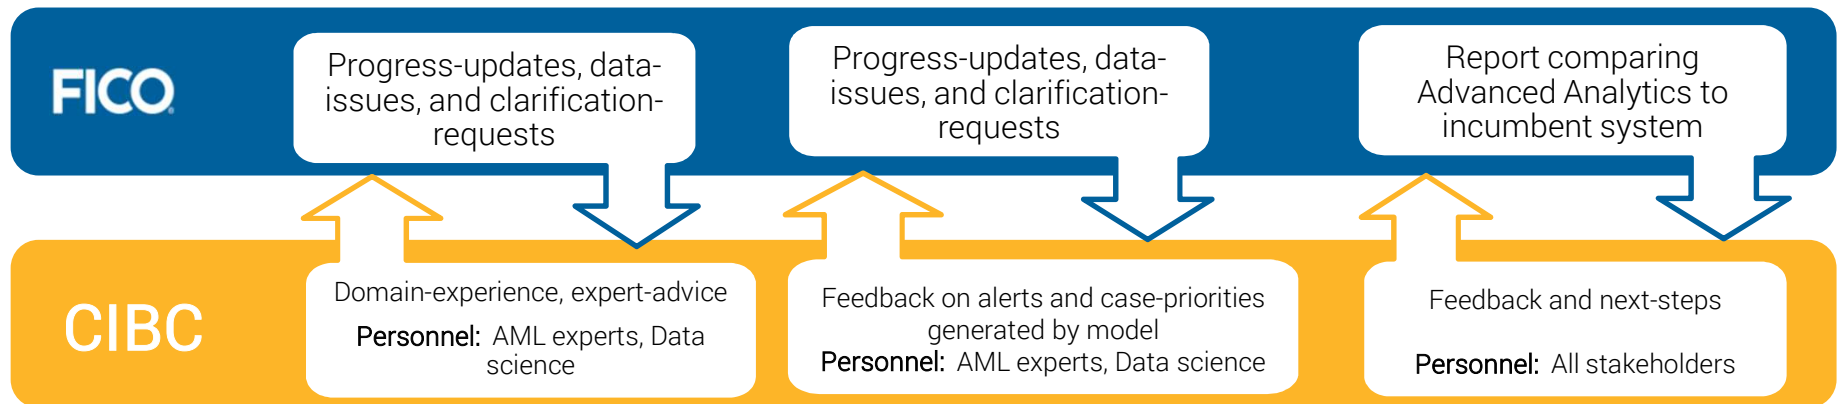 FICO
Progress-updates, data-
issues, and clarification-
requests
Progress-updates, data-
issues, and clarification-
requests
Report comparing
Advanced Analytics to
incumbent system
CIBC
Domain-experience, expert-advice
Personnel: AML experts, Data
science
Feedback on alerts and case-priorities
generated by model
Personnel: AML experts, Data science
Feedback and next-steps
Personnel: All stakeholders